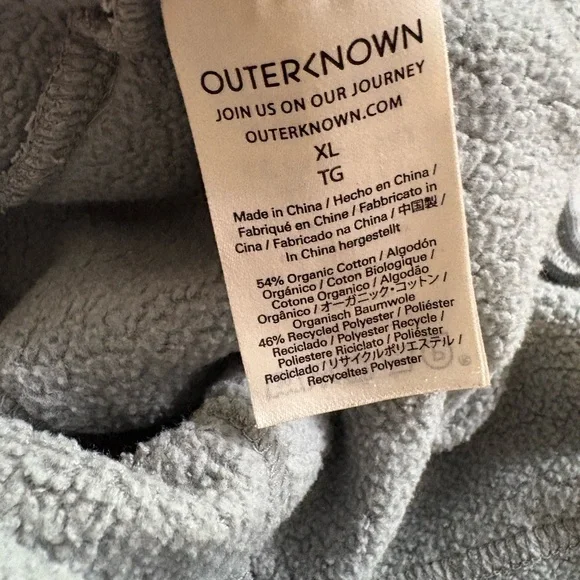 OUTERKNOWN
JOIN US ON OUR JOURNEY
OUTERKNOWN.COM
XL
TG
Made in China / Hecho en China /
Fabriqué en Chine / Fabbricato in
Cina / Fabricado na China / 中国製 /
In China hergestellt
54% Organic Cotton / Algodón
Orgánico / Coton Biologique /
Cotone Organico / Algodão
Orgânico / オーガニック・コットン /
Organisch Baumwole
46% Recycled Polyester / Poliéster
Reciclado / Polyester Recycle /
Poliestere Riciclato / Poliéster
Reciclado / リサイクルポリエステル /
Recyceltes Polyester